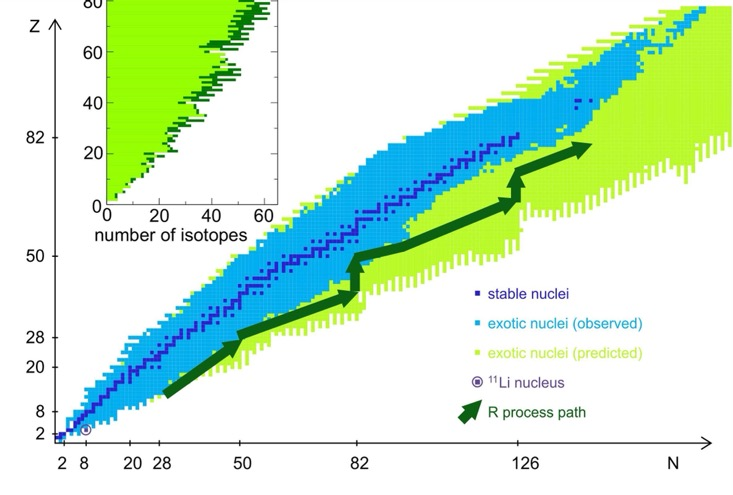 80
Z
60
40
82
20
0
0 20 40 60
number of isotopes
50
stable nuclei
exotic nuclei (observed)
28
exotic nuclei (predicted)
20
¹¹Li nucleus
8
R process path
2
2 8 20 28 50 82 126 N